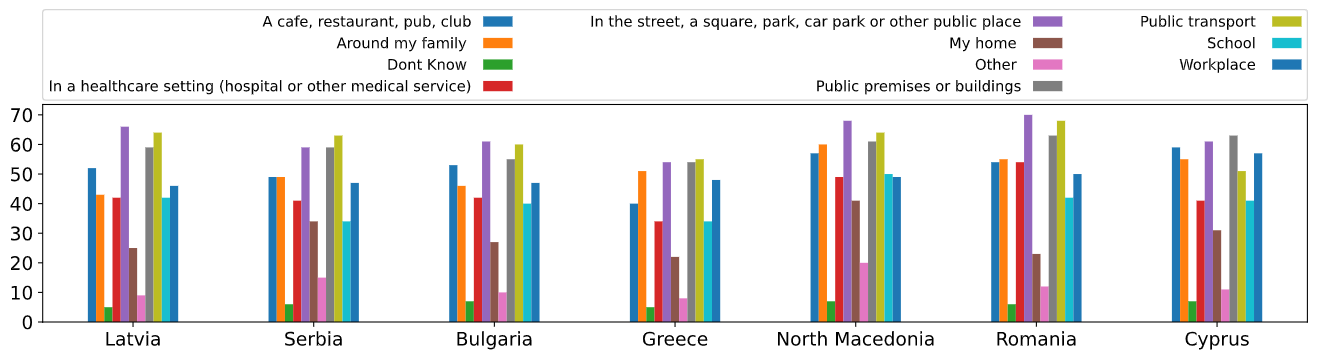 A cafe, restaurant, pub, club
Around my family
Dont Know
In a healthcare setting (hospital or other medical service)
In the street, a square, park, car park or other public place
My home
Other
Public premises or buildings
Public transport
School
Workplace
70
60
50
40
30
20
10
0
Latvia
Serbia
Bulgaria
Greece
North Macedonia
Romania
Cyprus